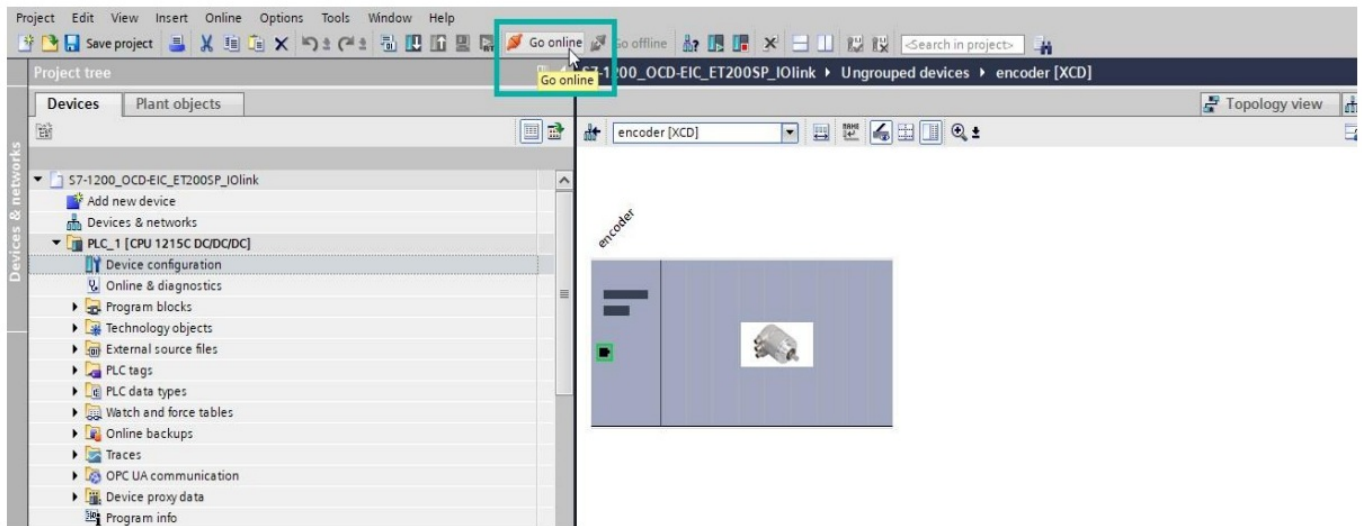 Project Edit View Insert Online Options Tools Window Help
Save project Go online Go offline <Search in project>
Project tree
Go online
S7-1200_OCD-EIC_ET200SP_IOlink ▸ Ungrouped devices ▸ encoder [XCD]
Devices Plant objects
Topology view
encoder [XCD]
Devices & networks
S7-1200_OCD-EIC_ET200SP_IOlink
Add new device
Devices & networks
PLC_1 [CPU 1215C DC/DC/DC]
Device configuration
Online & diagnostics
Program blocks
Technology objects
External source files
PLC tags
PLC data types
Watch and force tables
Online backups
Traces
OPC UA communication
Device proxy data
Program info
encoder